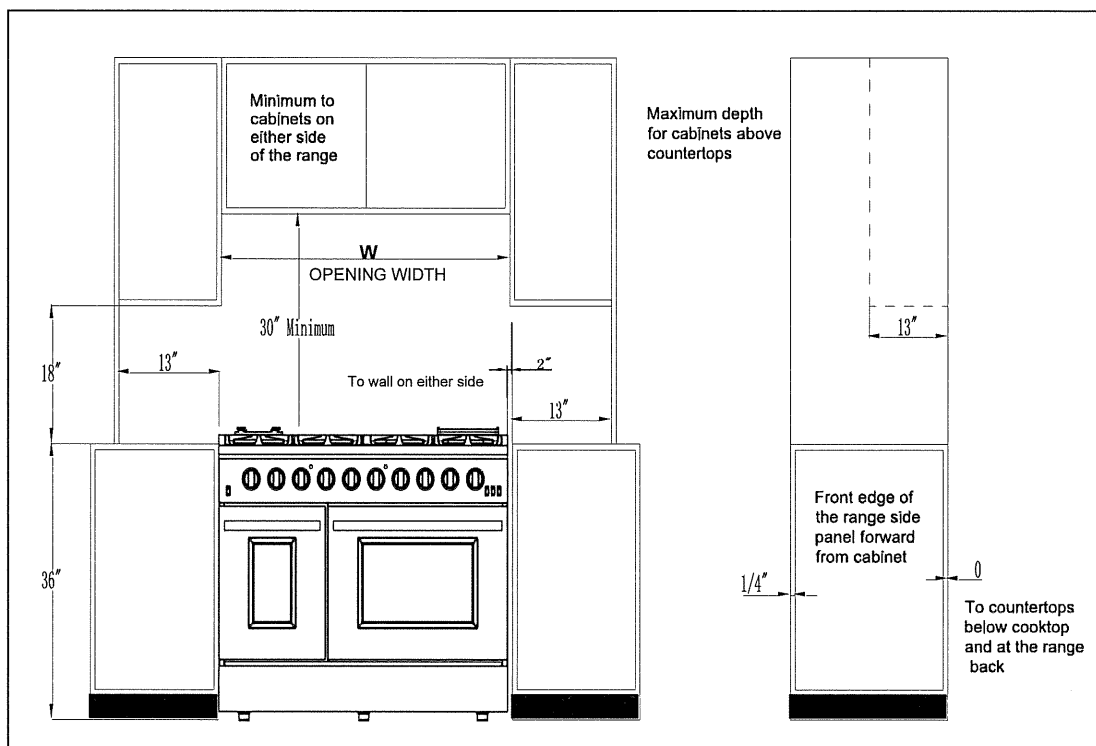 Minimum to
cabinets on
either side
of the range
Maximum depth
for cabinets above
countertops
W
OPENING WIDTH
30" Minimum
18"
13"
To wall on either side
2"
13"
13"
36"
Front edge of
the range side
panel forward
from cabinet
1/4"
0
To countertops
below cooktop
and at the range
back